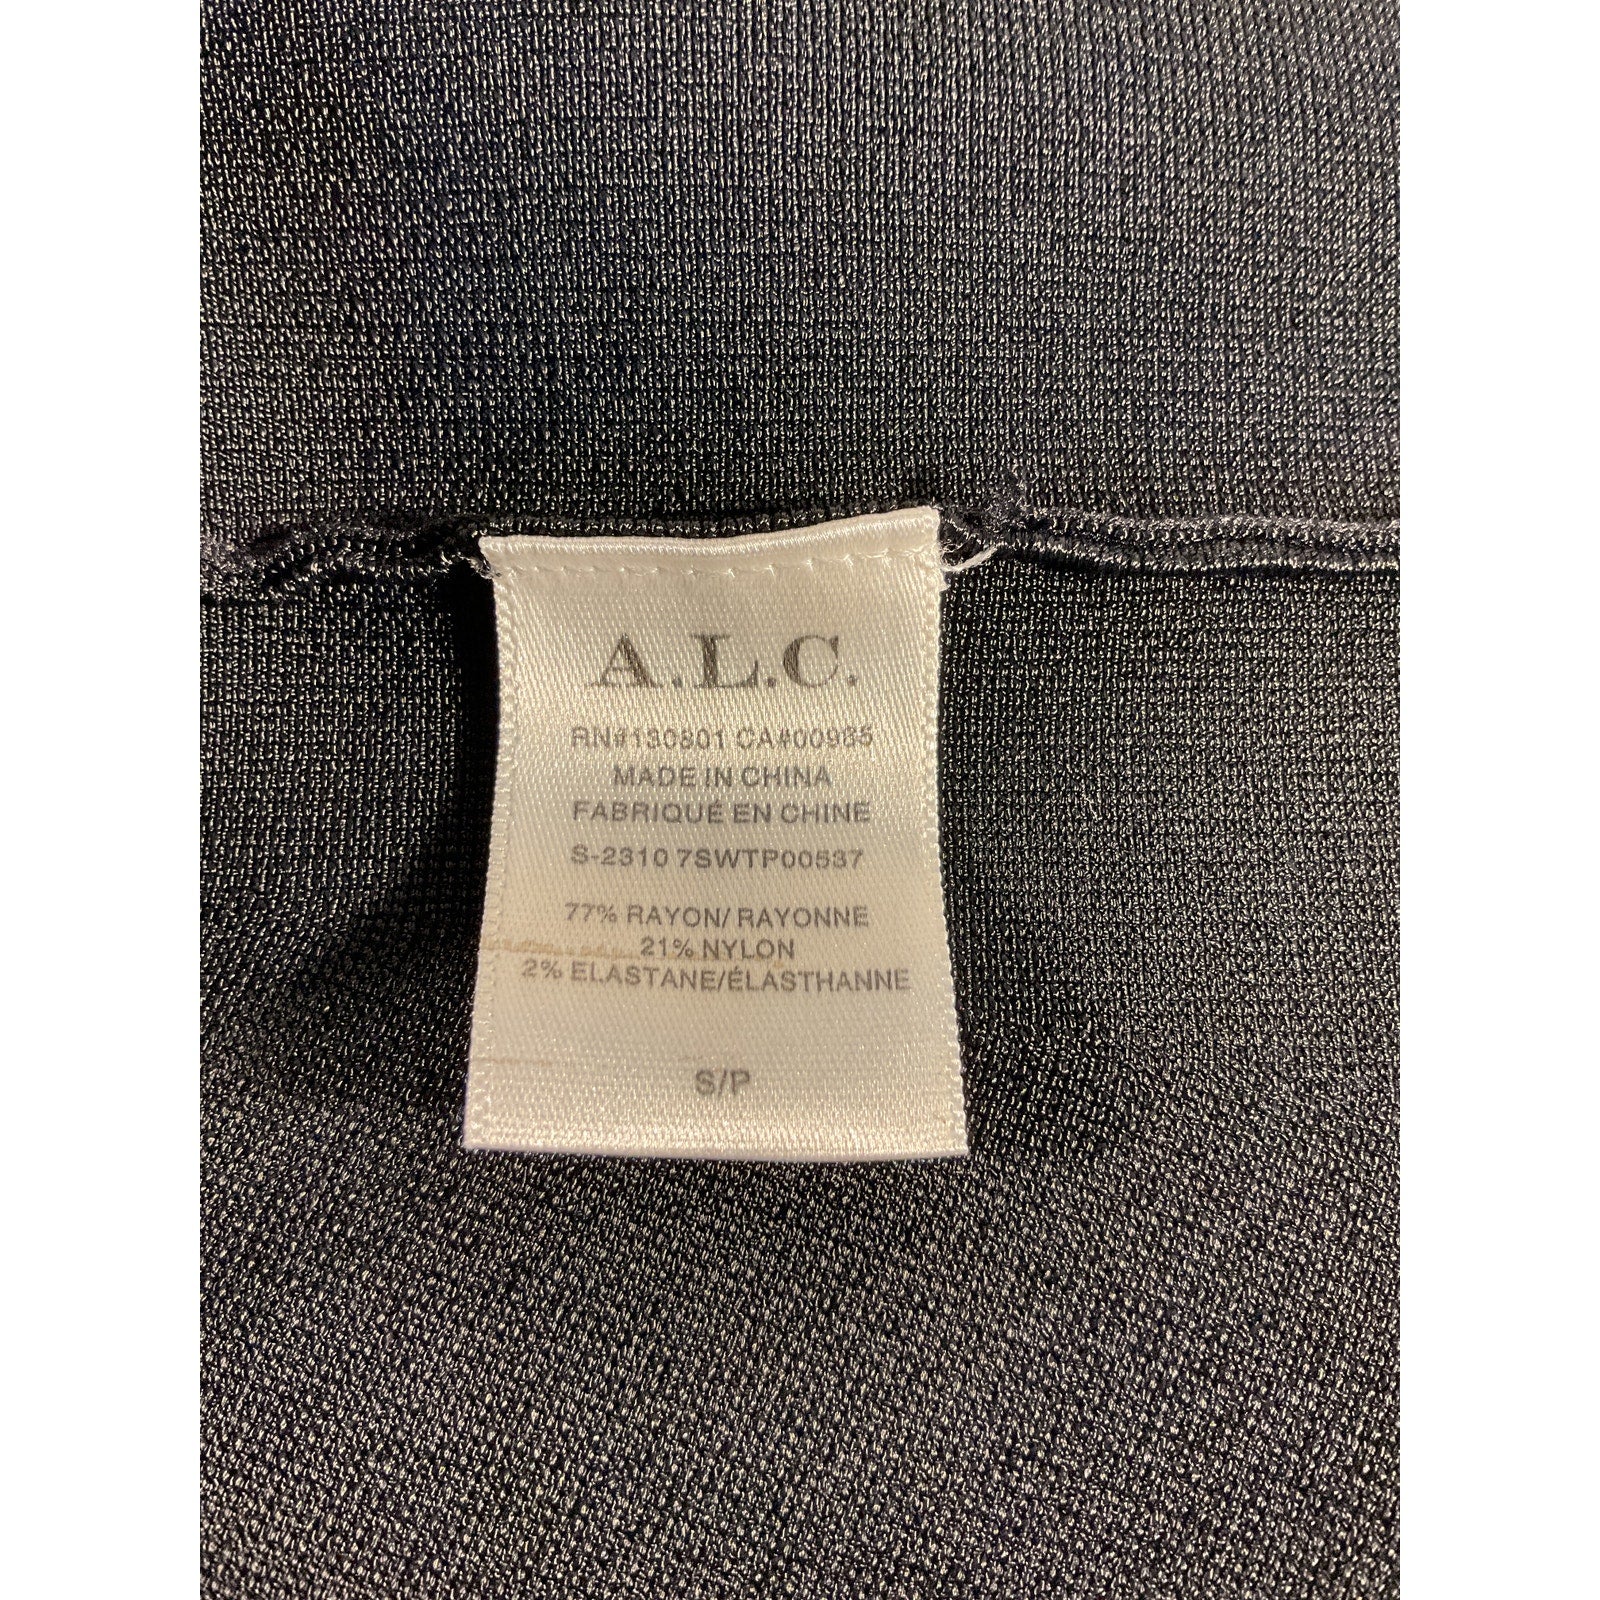 A.L.C.
RN#130801 CA#00985
MADE IN CHINA
FABRIQUÉ EN CHINE
S-2310 7SWTP00537
77% RAYON/ RAYONNE
21% NYLON
2% ELASTANE/ÉLASTHANNE
S/P